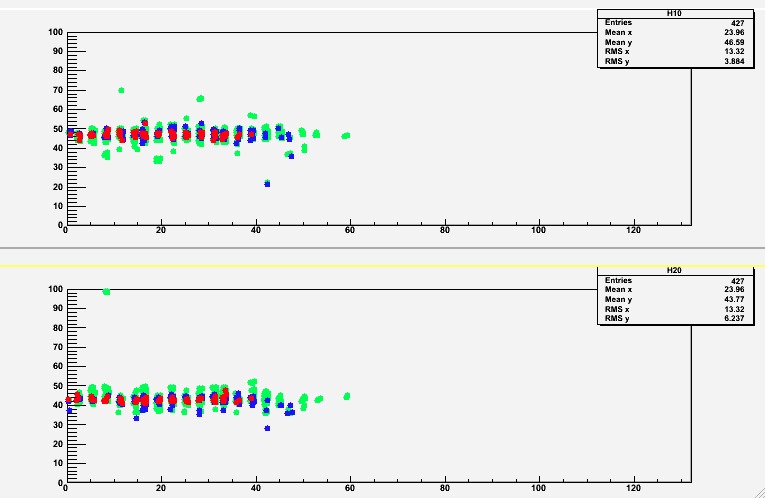 H10
Entries 427
Mean x 23.96
Mean y 46.59
RMS x 13.32
RMS y 3.884
100
90
80
70
60
50
40
30
20
10
0
0 20 40 60 80 100 120
H20
Entries 427
Mean x 23.96
Mean y 43.77
RMS x 13.32
RMS y 6.237
100
90
80
70
60
50
40
30
20
10
0
0 20 40 60 80 100 120